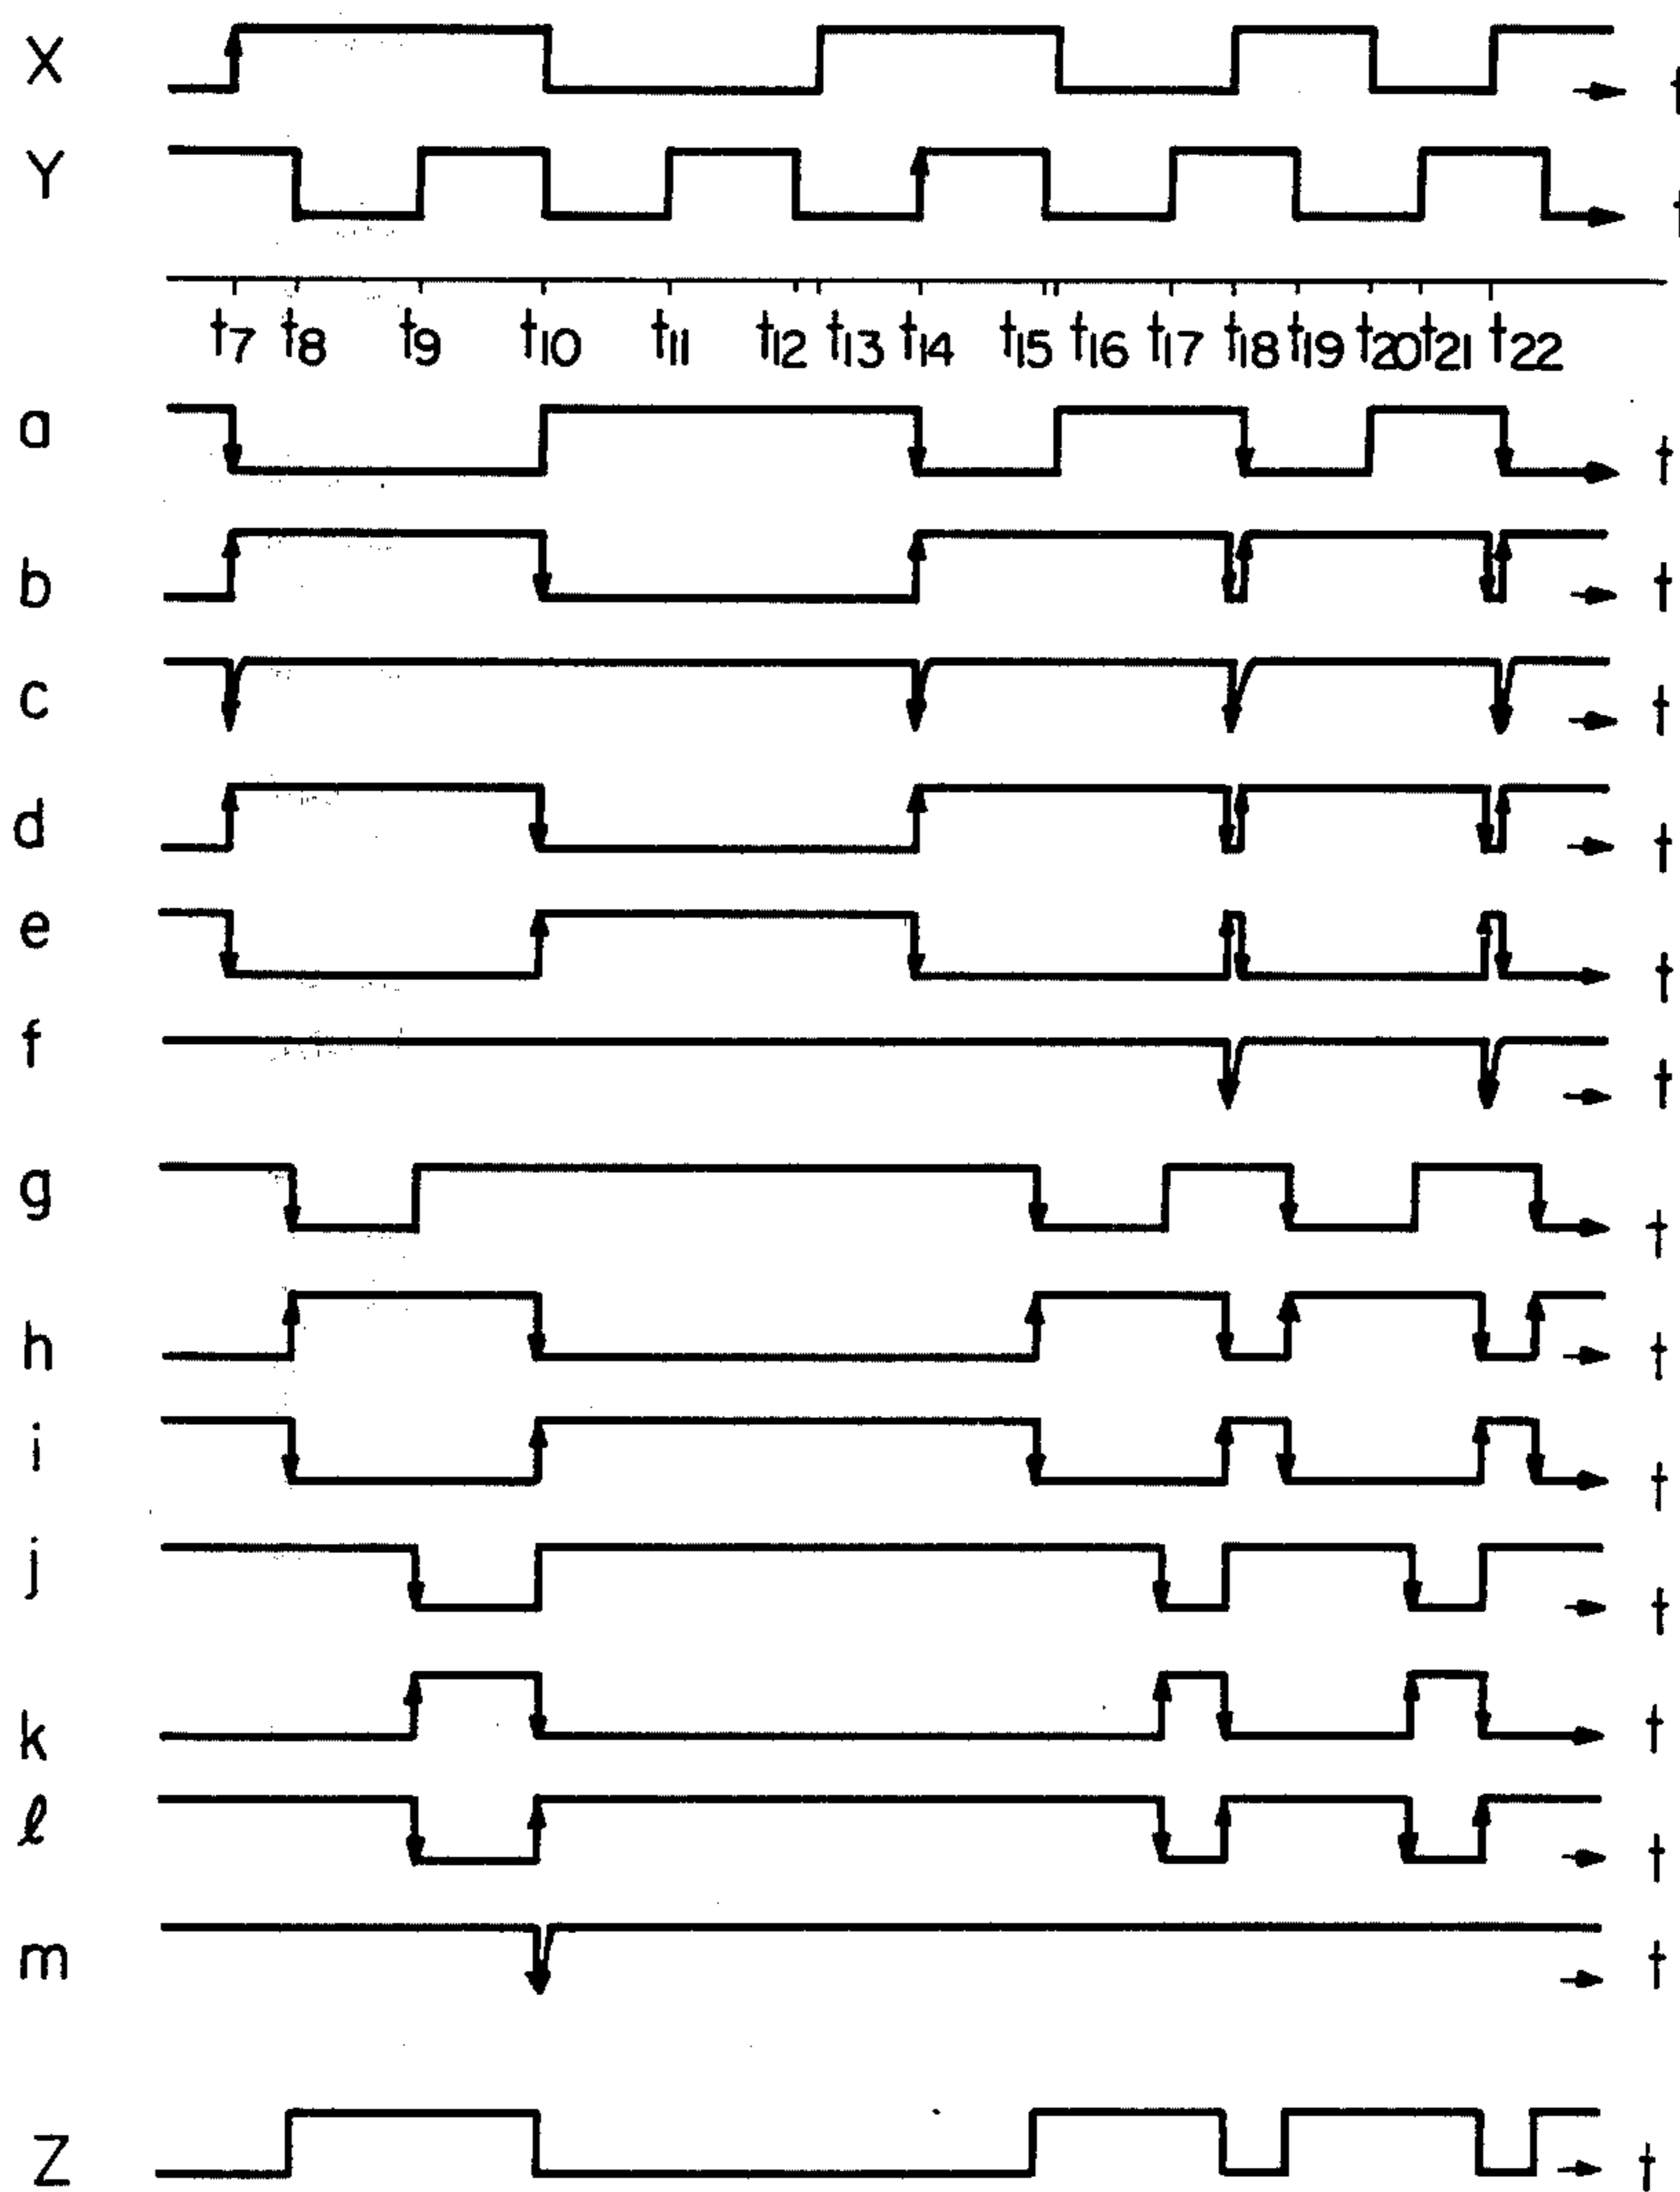 X t
Y t
t7 t8 t9 t10 t11 t12 t13 t14 t15 t16 t17 t18 t19 t20 t21 t22
a t
b t
c t
d t
e t
f t
g t
h t
i t
j t
k t
ℓ t
m t
Z t